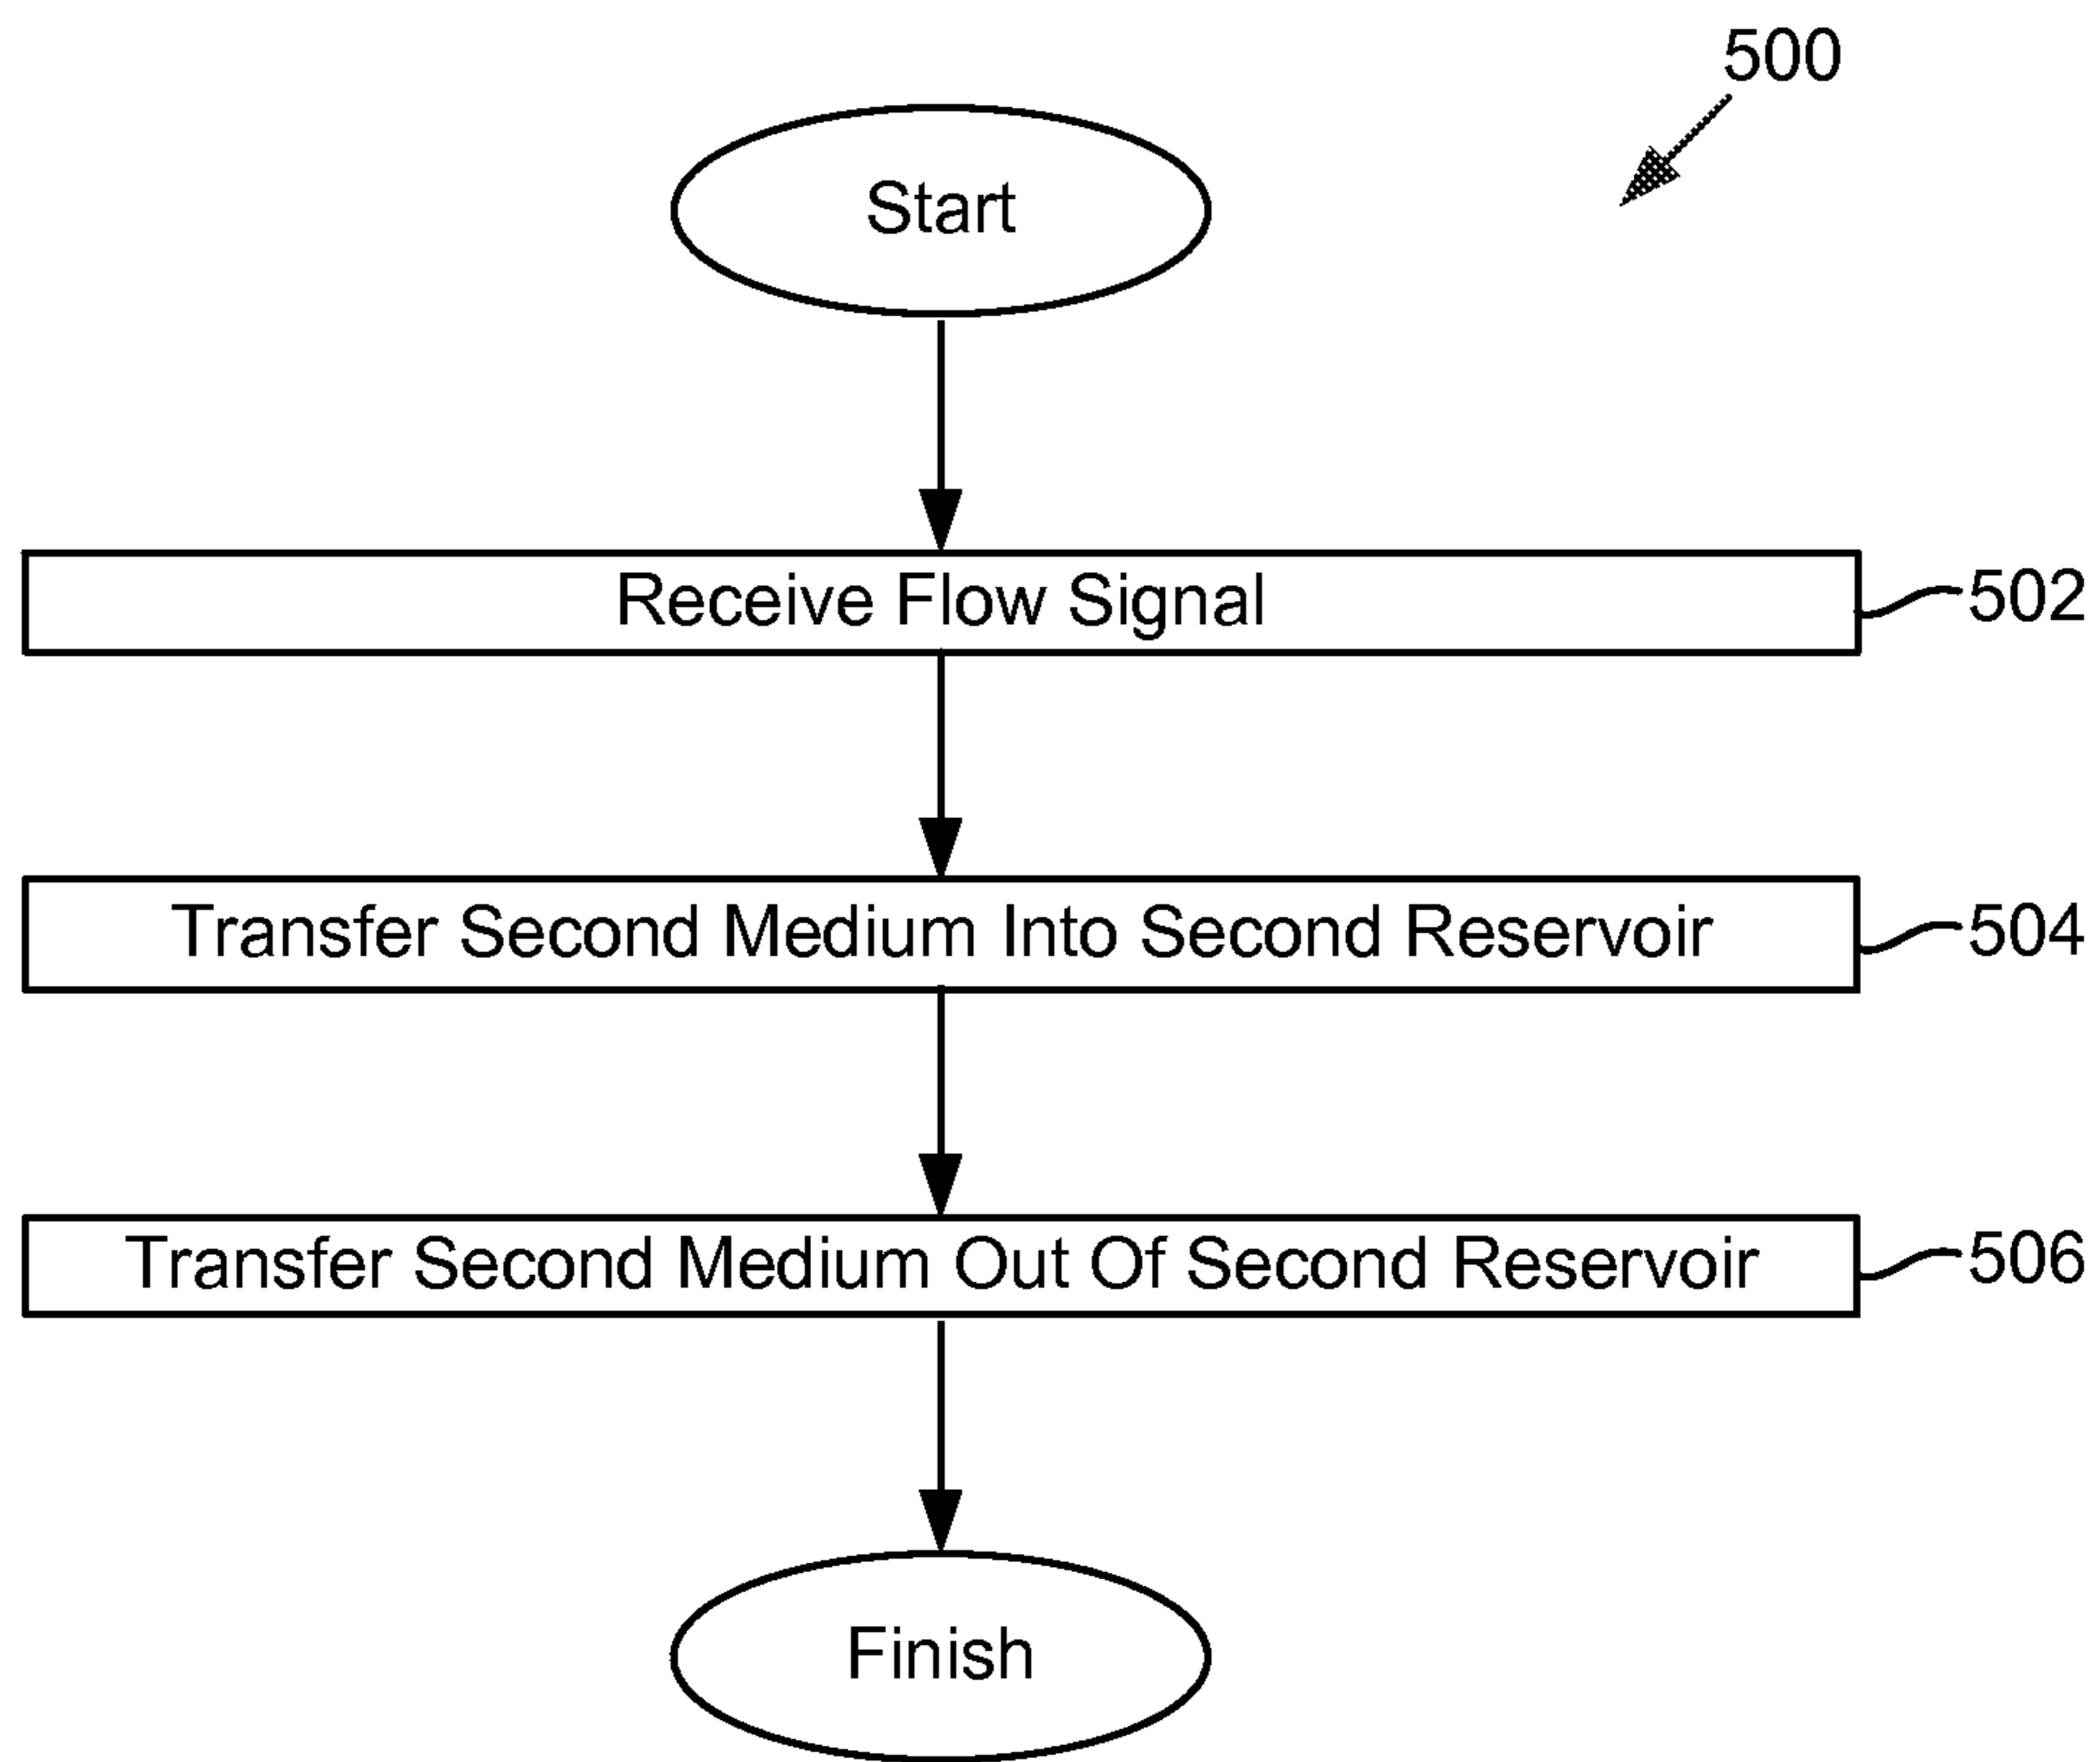 500
Start
Receive Flow Signal
502
Transfer Second Medium Into Second Reservoir
504
Transfer Second Medium Out Of Second Reservoir
506
Finish